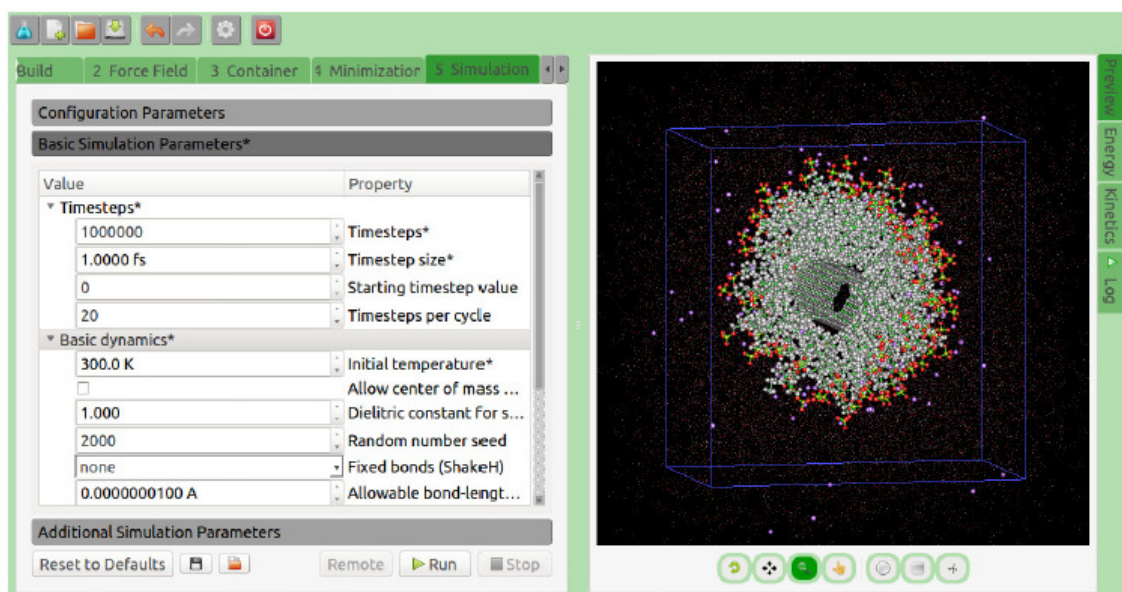 Build 2 Force Field 3 Container 4 Minimization 5 Simulation
Configuration Parameters
Basic Simulation Parameters*
Value Property
Timesteps*
1000000 Timesteps*
1.0000 fs Timestep size*
0 Starting timestep value
20 Timesteps per cycle
Basic dynamics*
300.0 K Initial temperature*
Allow center of mass ...
1.000 Dielitric constant for s...
2000 Random number seed
none Fixed bonds (ShakeH)
0.0000000100 A Allowable bond-lengt...
Additional Simulation Parameters
Reset to Defaults Remote Run Stop
Preview
Energy
Kinetics
Log